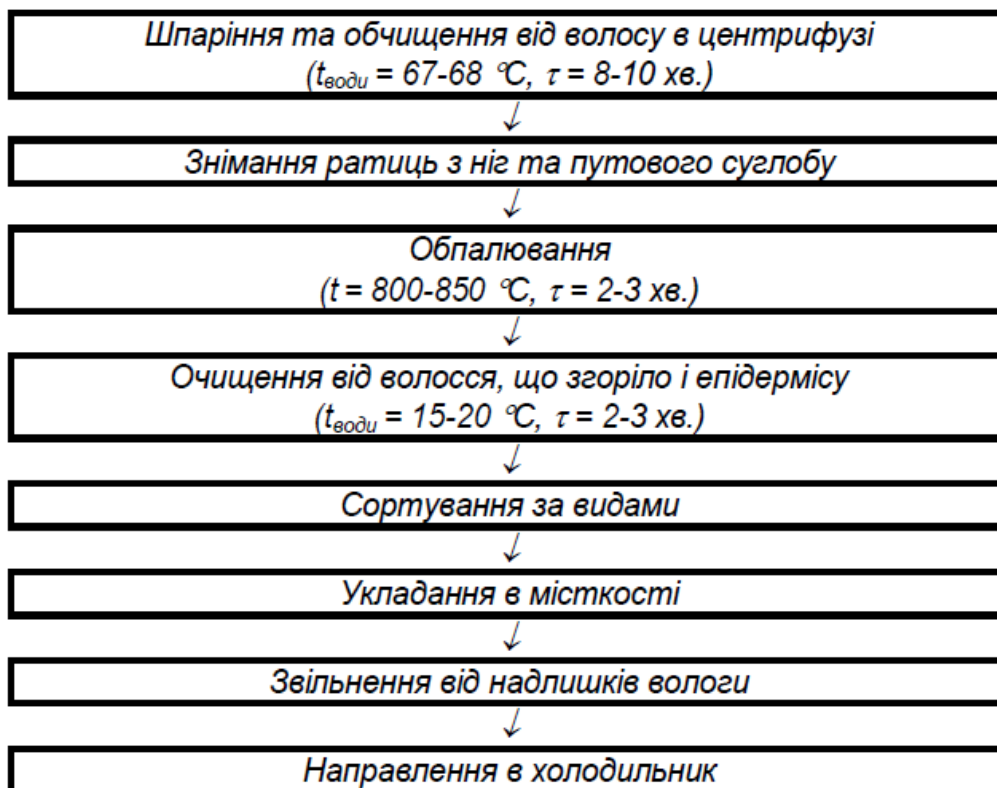 Шпаріння та обчищення від волосу в центрифузі
(tводи = 67-68 °C, τ = 8-10 хв.)
↓
Знімання ратиць з ніг та путового суглобу
↓
Обпалювання
(t = 800-850 °C, τ = 2-3 хв.)
↓
Очищення від волосся, що згоріло і епідермісу
(tводи = 15-20 °C, τ = 2-3 хв.)
↓
Сортування за видами
↓
Укладання в місткості
↓
Звільнення від надлишків вологи
↓
Направлення в холодильник